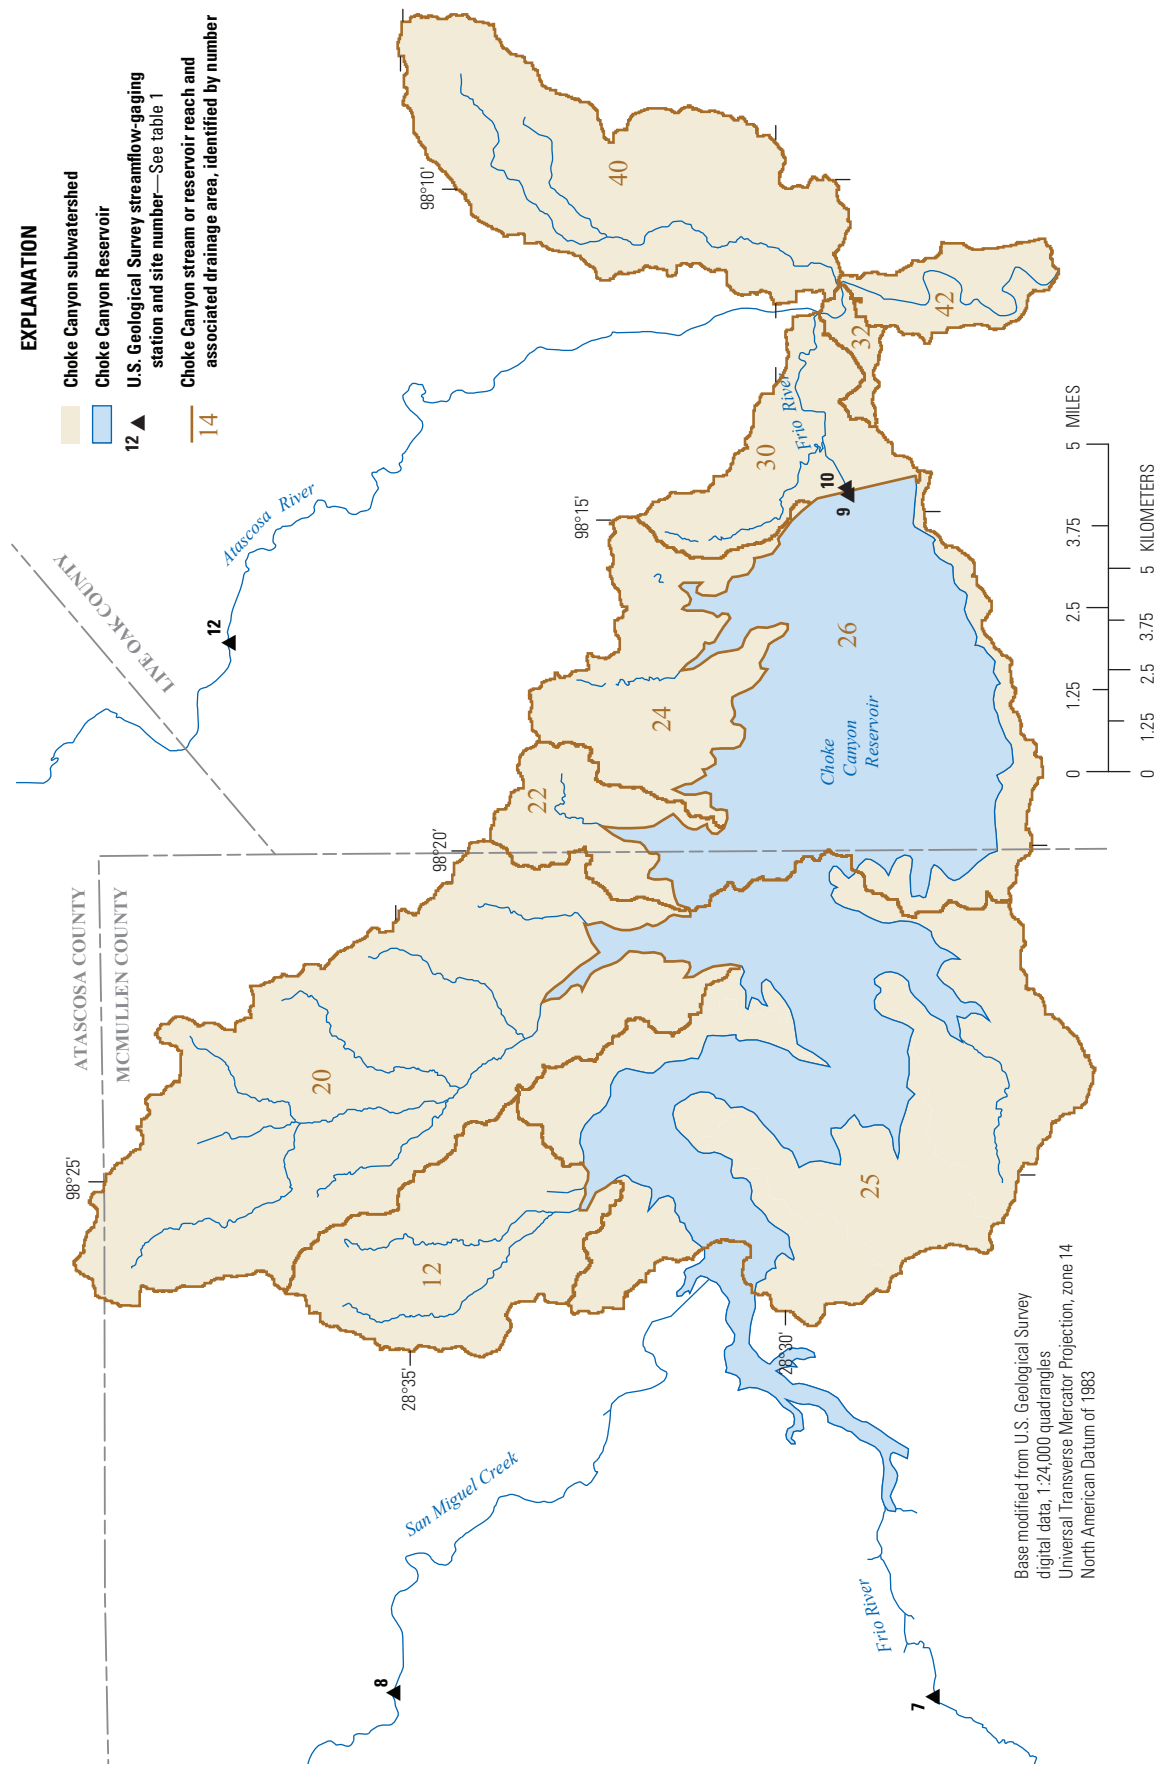 EXPLANATION
Choke Canyon subwatershed
Choke Canyon Reservoir
12
U.S. Geological Survey streamflow-gaging
station and site number—See table 1
14
Choke Canyon stream or reservoir reach and
associated drainage area, identified by number
ATASCOSA COUNTY
MCMULLEN COUNTY
LIVE OAK COUNTY
98°25'
98°20'
98°15'
98°10'
28°35'
28°30'
8
San Miguel Creek
7
Frio River
12
Atascosa River
20
12
22
24
25
26
Choke
Canyon
Reservoir
9
10
30
Frio River
32
40
42
0
1.25
2.5
3.75
5
MILES
0
1.25
2.5
3.75
5
KILOMETERS
Base modified from U.S. Geological Survey
digital data, 1:24,000 quadrangles
Universal Transverse Mercator Projection, zone 14
North American Datum of 1983